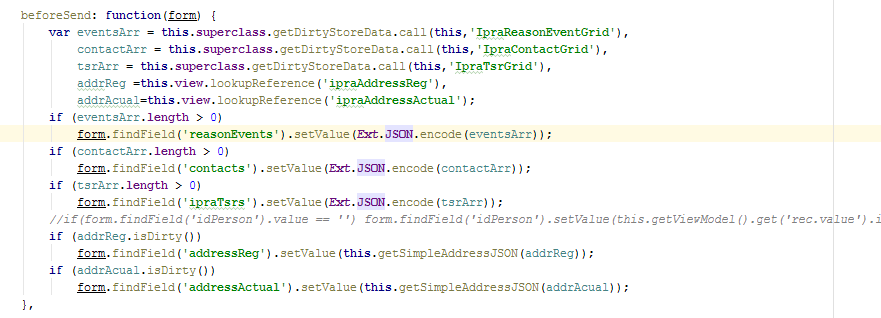 beforeSend: function(form) {
    var eventsArr = this.superclass.getDirtyStoreData.call(this,'IpraReasonEventGrid'),
        contactArr = this.superclass.getDirtyStoreData.call(this,'IpraContactGrid'),
        tsrArr = this.superclass.getDirtyStoreData.call(this,'IpraTsrGrid'),
        addrReg =this.view.lookupReference('ipraAddressReg'),
        addrAcual=this.view.lookupReference('ipraAddressActual');
    if (eventsArr.length > 0)
        form.findField('reasonEvents').setValue(Ext.JSON.encode(eventsArr));
    if (contactArr.length > 0)
        form.findField('contacts').setValue(Ext.JSON.encode(contactArr));
    if (tsrArr.length > 0)
        form.findField('ipraTsrs').setValue(Ext.JSON.encode(tsrArr));
    //if(form.findField('idPerson').value == '') form.findField('idPerson').setValue(this.getViewModel().get('rec.value').i
    if (addrReg.isDirty())
        form.findField('addressReg').setValue(this.getSimpleAddressJSON(addrReg));
    if (addrAcual.isDirty())
        form.findField('addressActual').setValue(this.getSimpleAddressJSON(addrAcual));
},